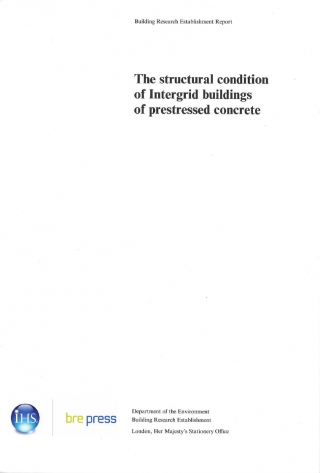 Building Research Establishment Report
The structural condition
of Intergrid buildings
of prestressed concrete
IHS
bre press
Department of the Environment
Building Research Establishment
London, Her Majesty's Stationery Office